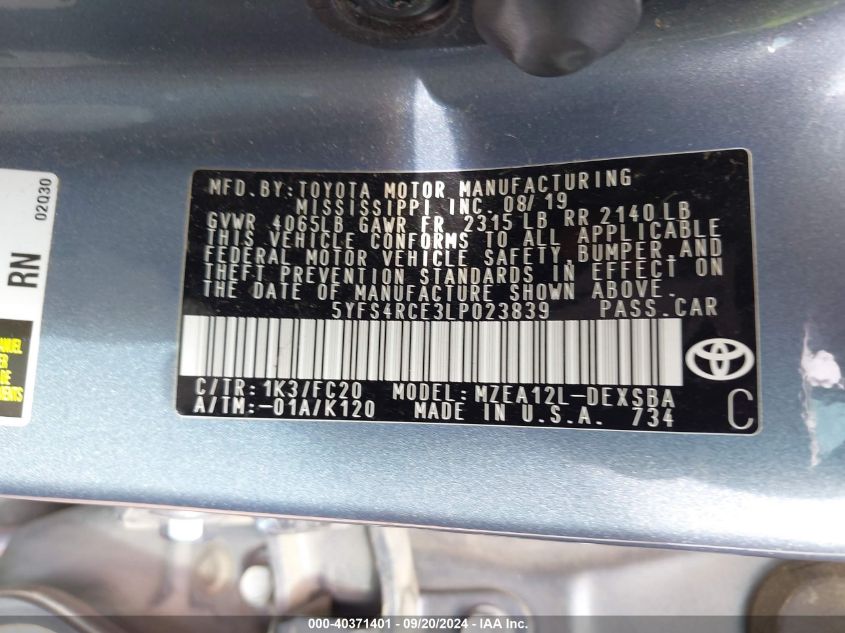 MFD. BY: TOYOTA MOTOR MANUFACTURING
MISSISSIPPI INC. 08/19
GVWR 4065LB GAWR FR 2315 LB RR 2140 LB
THIS VEHICLE CONFORMS TO ALL APPLICABLE
FEDERAL MOTOR VEHICLE SAFETY, BUMPER, AND
THEFT PREVENTION STANDARDS IN EFFECT ON
THE DATE OF MANUFACTURE SHOWN ABOVE.
5YFS4RCE3LP023839 PASS. CAR
C/TR: 1K3/FC20 MODEL: MZEA12L-DEXSBA
A/TM:-01A/K120 MADE IN U.S.A. 734
C
02Q30
RN
000-40371401 - 09/20/2024 - IAAI, Inc.